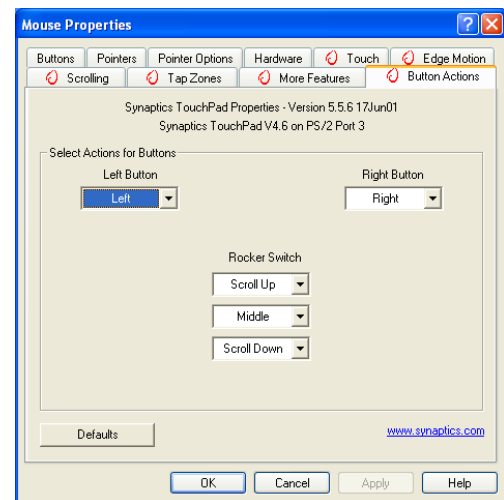 Mouse Properties
Buttons Pointers Pointer Options Hardware Touch Edge Motion
Scrolling Tap Zones More Features Button Actions
Synaptics TouchPad Properties - Version 5.5.6 17Jun01
Synaptics TouchPad V4.6 on PS/2 Port 3
Select Actions for Buttons
Left Button Right Button
Left Right
Rocker Switch
Scroll Up
Middle
Scroll Down
Defaults www.synaptics.com
OK Cancel Apply Help